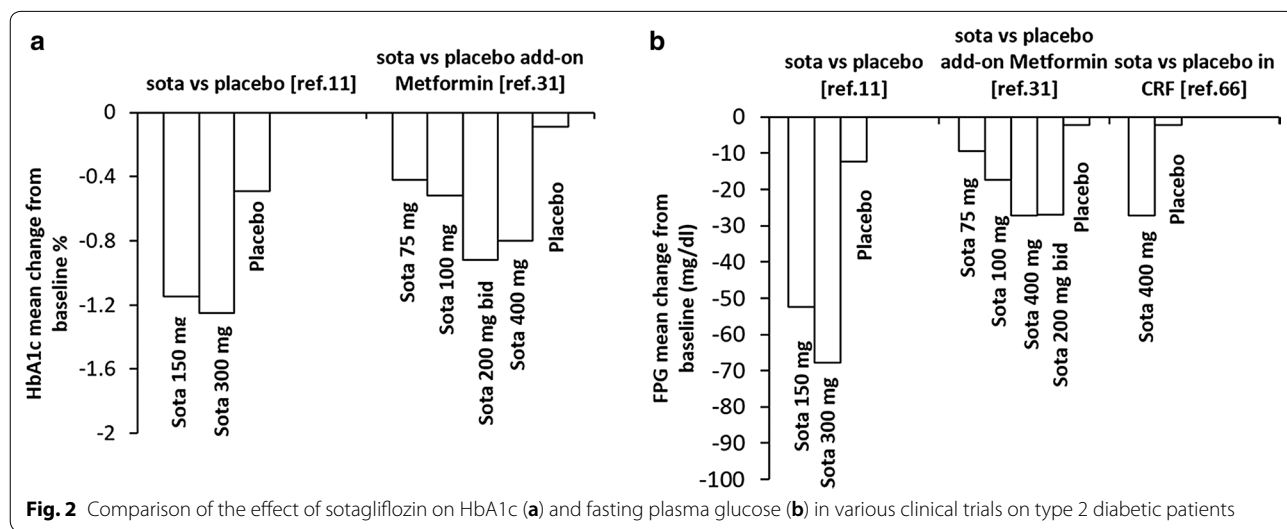 a
sota vs placebo [ref.11]
sota vs placebo add-on
Metformin [ref.31]
HbA1c mean change from
baseline %
0
-0.4
-0.8
-1.2
-1.6
-2
Sota 150 mg
Sota 300 mg
Placebo
Sota 75 mg
Sota 100 mg
Sota 200 mg bid
Sota 400 mg
Placebo
b
sota vs placebo
[ref.11]
sota vs placebo
add-on Metformin
[ref.31]
sota vs placebo in
CRF [ref.66]
FPG mean change from
baseline (mg/dl)
0
-10
-20
-30
-40
-50
-60
-70
-80
-90
-100
Sota 150 mg
Sota 300 mg
Placebo
Sota 75 mg
Sota 100 mg
Sota 400 mg
Sota 200 mg bid
Placebo
Sota 400 mg
Placebo
Fig. 2 Comparison of the effect of sotagliflozin on HbA1c (a) and fasting plasma glucose (b) in various clinical trials on type 2 diabetic patients